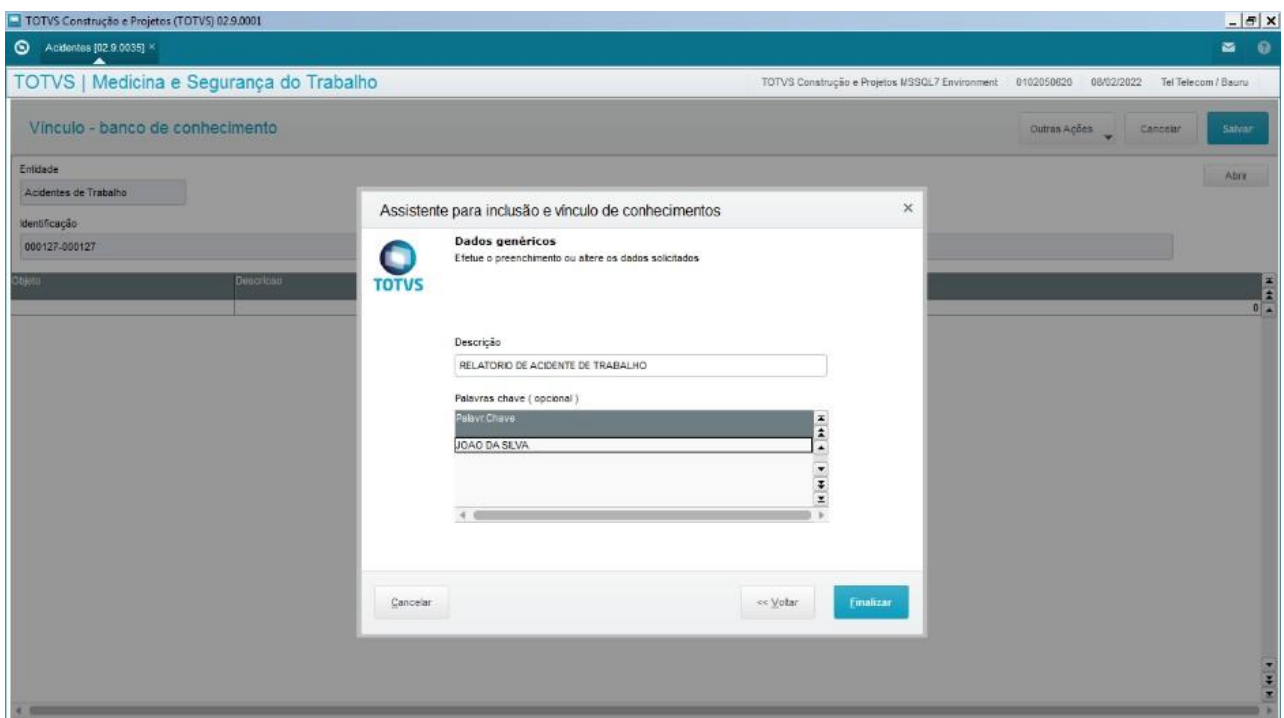 TOTVS Construção e Projetos (TOTVS) 02.9.0001
Acidentes [02.9.0035] ×
TOTVS | Medicina e Segurança do Trabalho
TOTVS Construção e Projetos MSSQL7 Environment 0102050820 08/02/2022 Tel Telecom / Bauru
Vínculo - banco de conhecimento
Outras Ações
Cancelar
Salvar
Entidade
Abrir
Acidentes de Trabalho
Identificação
000127-000127
Objeto Descricao
0
Assistente para inclusão e vínculo de conhecimentos
Dados genéricos
Efetue o preenchimento ou altere os dados solicitados
TOTVS
Descrição
RELATORIO DE ACIDENTE DE TRABALHO
Palavras chave ( opcional )
Palavr.Chave
JOAO DA SILVA
Cancelar
<< Voltar
Finalizar